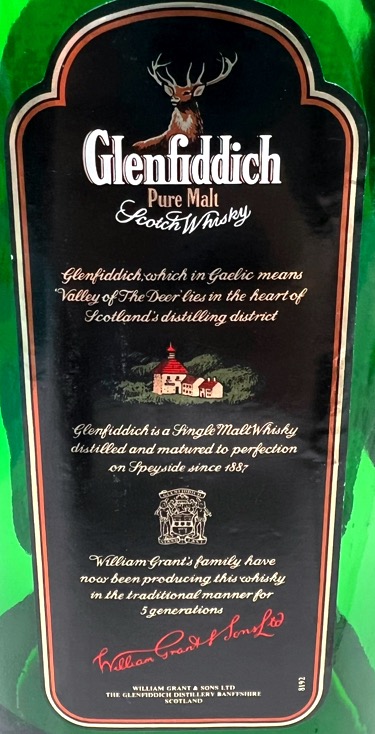 Glenfiddich
Pure Malt
Scotch Whisky
Glenfiddich, which in Gaelic means
'Valley of The Deer' lies in the heart of
Scotland's distilling district
Glenfiddich is a Single Malt Whisky
distilled and matured to perfection
on Speyside since 1887
William Grant's family have
now been producing this whisky
in the traditional manner for
5 generations
William Grant & Sons Ltd
WILLIAM GRANT & SONS LTD
THE GLENFIDDICH DISTILLERY BANFFSHIRE
SCOTLAND
8192